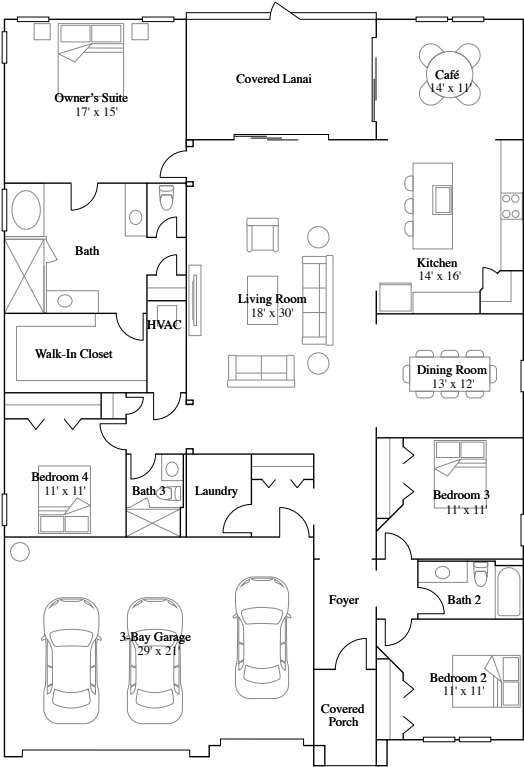 Covered Lanai
Café
14' x 11'
Owner's Suite
17' x 15'
Bath
Kitchen
14' x 16'
Living Room
18' x 30'
HVAC
Walk-In Closet
Dining Room
13' x 12'
Bedroom 4
11' x 11'
Bath 3
Laundry
Bedroom 3
11' x 11'
Foyer
Bath 2
3-Bay Garage
29' x 21'
Bedroom 2
11' x 11'
Covered
Porch